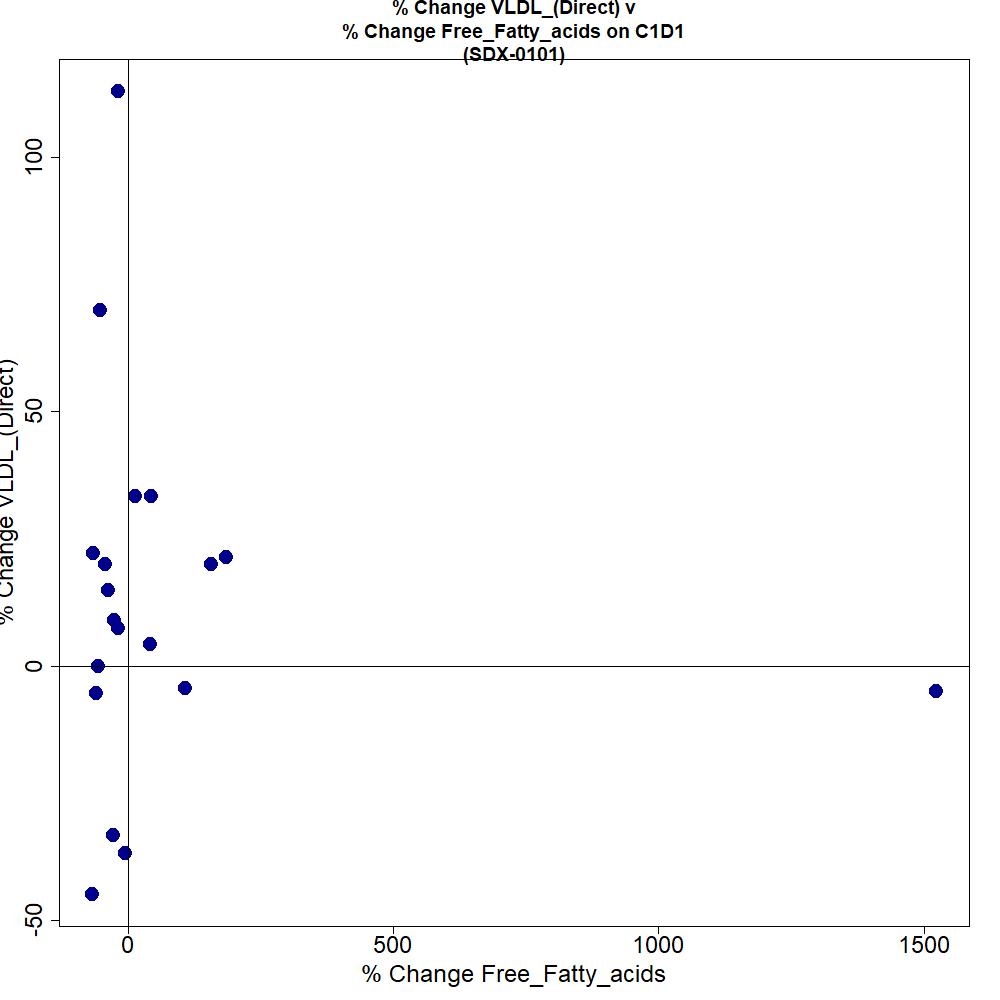 % Change VLDL_(Direct) v
% Change Free_Fatty_acids on C1D1
(SDX-0101)
% Change VLDL_(Direct)
100
50
0
-50
0
500
1000
1500
% Change Free_Fatty_acids